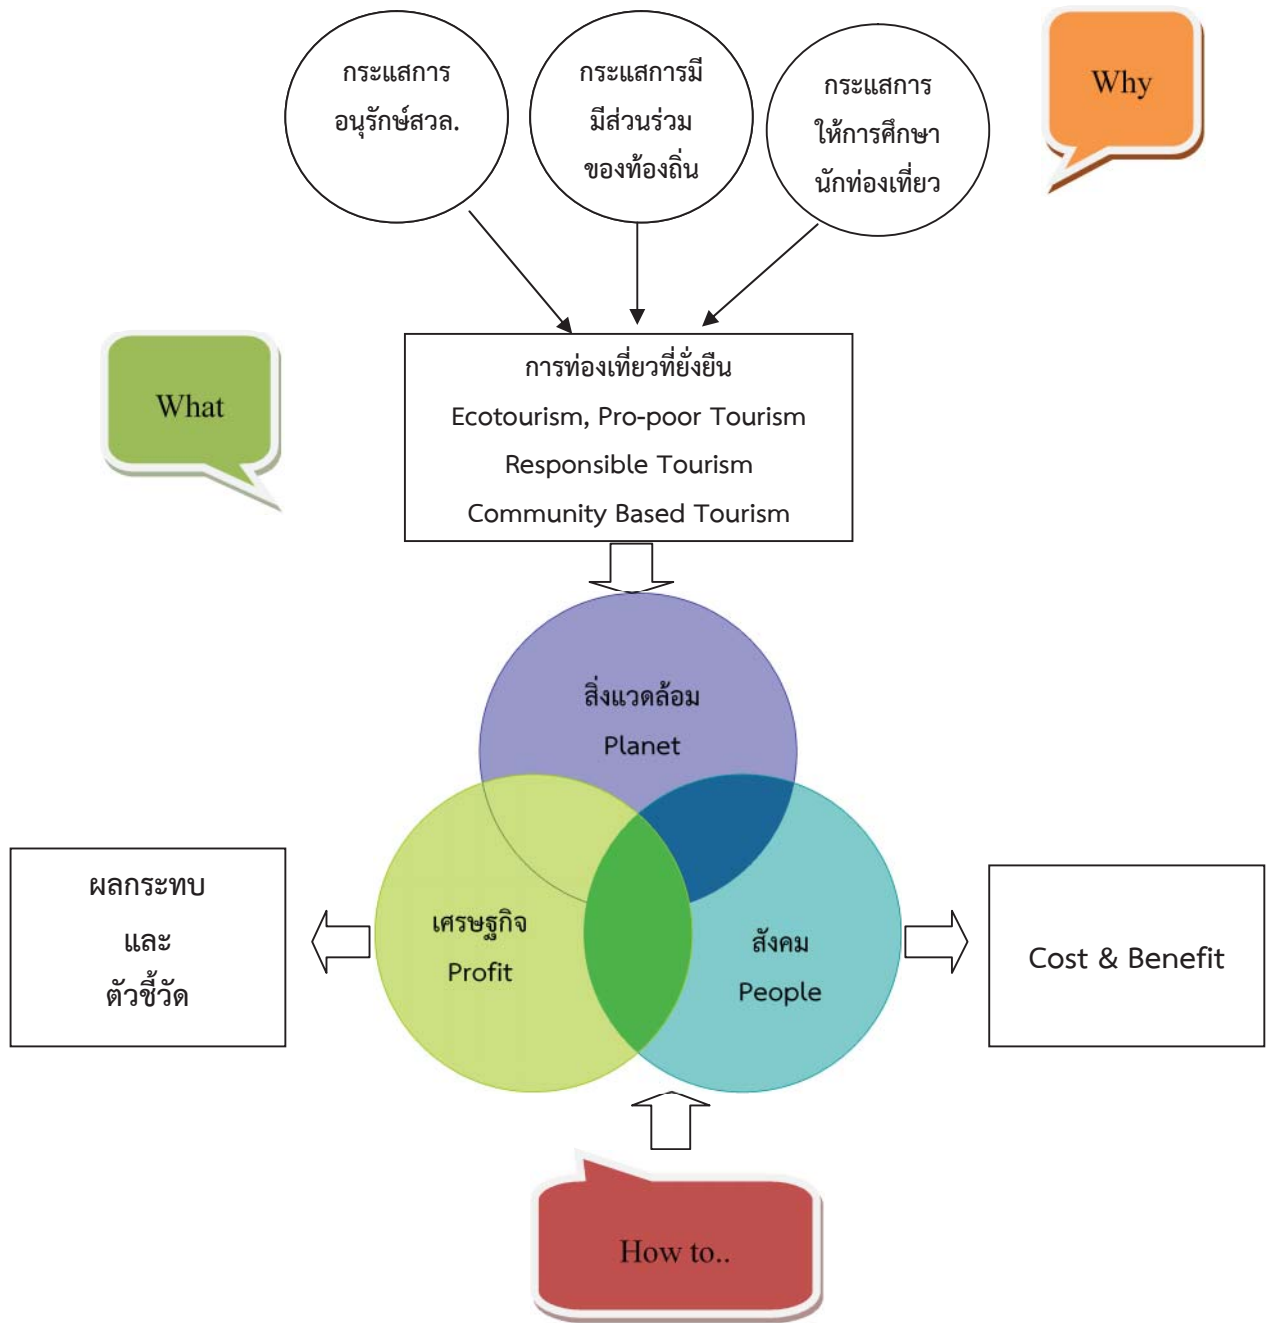 กระแสการ
อนุรักษ์สวล.
กระแสการมี
มีส่วนร่วม
ของท้องถิ่น
กระแสการ
ให้การศึกษา
นักท่องเที่ยว
Why
What
การท่องเที่ยวที่ยั่งยืน
Ecotourism, Pro-poor Tourism
Responsible Tourism
Community Based Tourism
สิ่งแวดล้อม
Planet
เศรษฐกิจ
Profit
สังคม
People
ผลกระทบ
และ
ตัวชี้วัด
Cost & Benefit
How to..